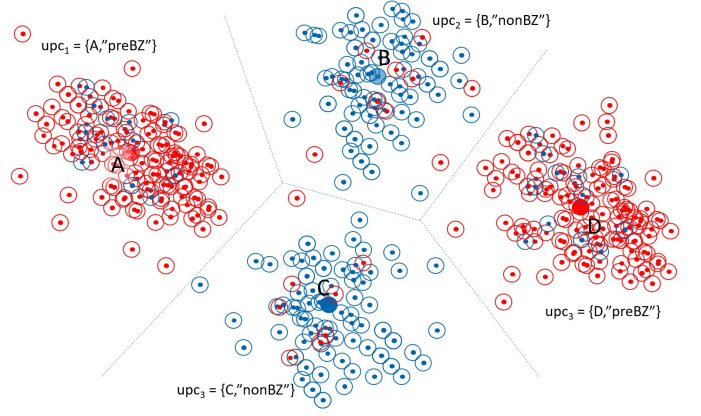 upc₂ = {B,”nonBZ”}
upc₁ = {A,”preBZ”}
B
A
D
C
upc₃ = {D,”preBZ”}
upc₃ = {C,”nonBZ”}